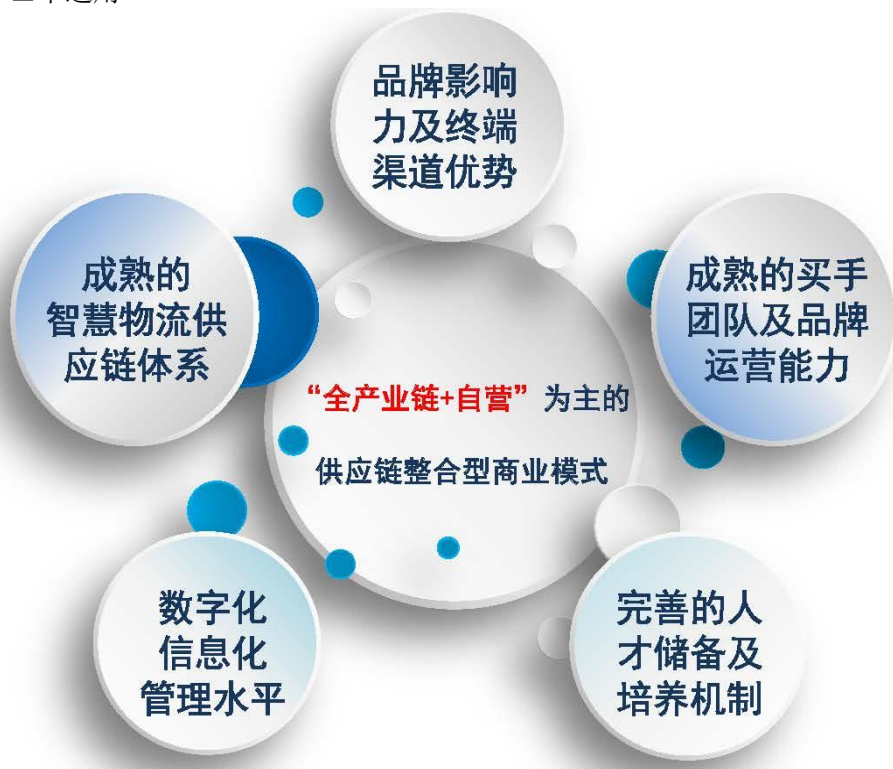 品牌影响
力及终端
渠道优势
成熟的
智慧物流供
应链体系
成熟的买手
团队及品牌
运营能力
“全产业链+自营”为主的
供应链整合型商业模式
数字化
信息化
管理水平
完善的人
才储备及
培养机制